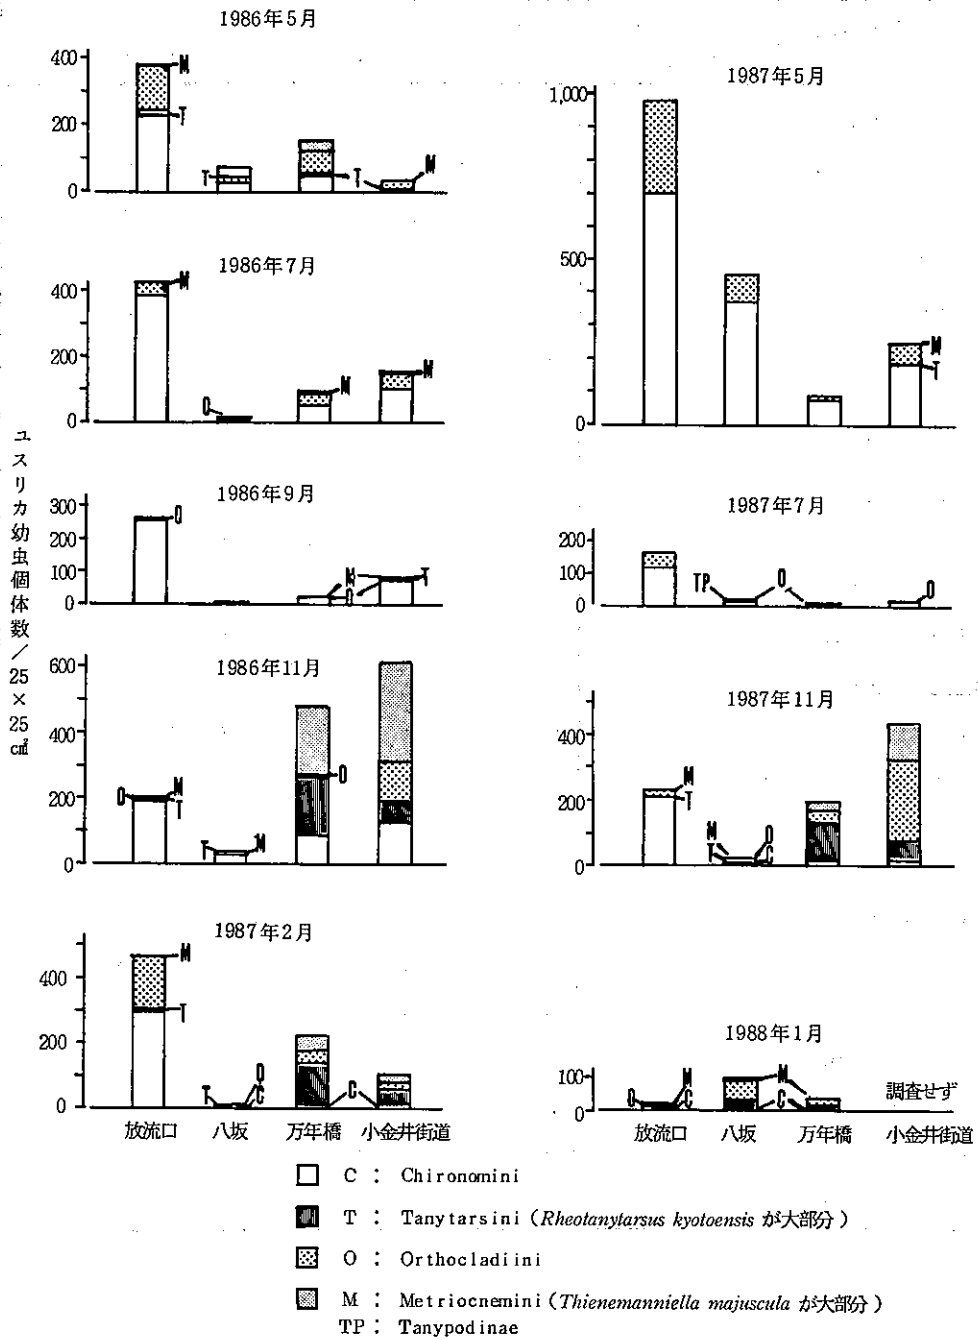 1986年5月
400
200
0
M
T
T
T
M
1986年7月
400
200
0
M
O
M
M
1986年9月
300
200
100
0
O
M
O
T
1986年11月
600
400
200
0
O
M
T
T
M
O
1987年2月
400
200
0
M
T
T
O
C
C
放流口 八坂 万年橋 小金井街道
ユスリカ幼虫個体数/25×25c㎡
1987年5月
1,000
500
0
M
T
1987年7月
200
100
0
TP
O
O
1987年11月
400
200
0
M
T
M
T
O
C
1988年1月
100
0
O
M
C
M
C
調査せず
放流口 八坂 万年橋 小金井街道
C : Chironomini
T : Tanytarsini (Rheotanytarsus kyotoensis が大部分)
O : Orthocladiini
M : Metriocnemini (Thienemanniella majuscula が大部分)
TP : Tanypodinae